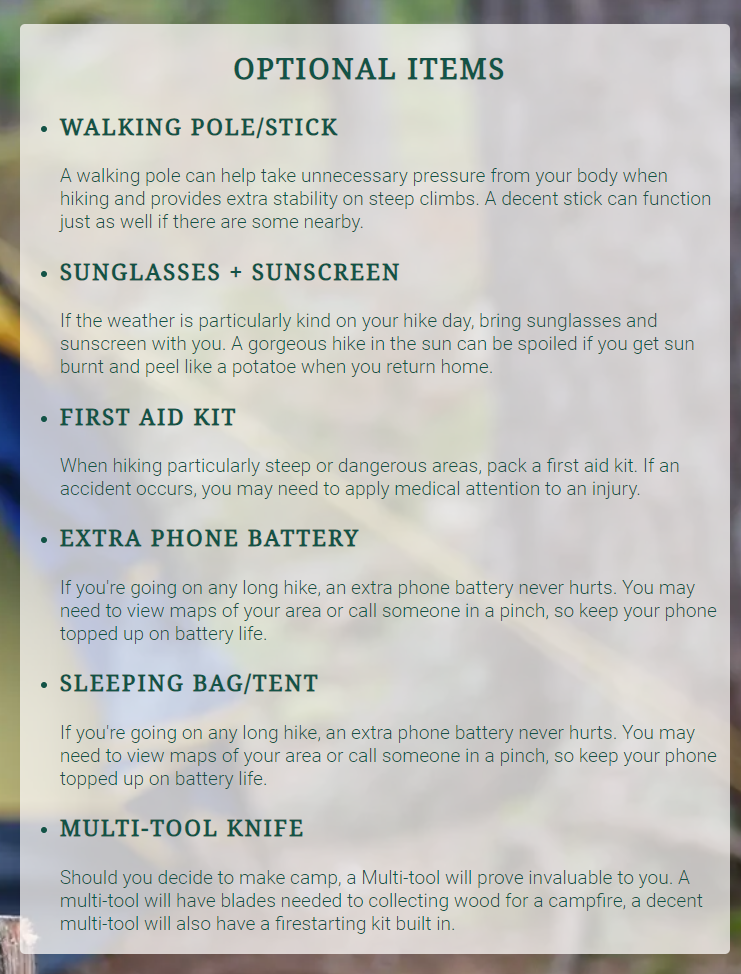 OPTIONAL ITEMS
• WALKING POLE/STICK
A walking pole can help take unnecessary pressure from your body when
hiking and provides extra stability on steep climbs. A decent stick can function
just as well if there are some nearby.
• SUNGLASSES + SUNSCREEN
If the weather is particularly kind on your hike day, bring sunglasses and
sunscreen with you. A gorgeous hike in the sun can be spoiled if you get sun
burnt and peel like a potatoe when you return home.
• FIRST AID KIT
When hiking particularly steep or dangerous areas, pack a first aid kit. If an
accident occurs, you may need to apply medical attention to an injury.
• EXTRA PHONE BATTERY
If you're going on any long hike, an extra phone battery never hurts. You may
need to view maps of your area or call someone in a pinch, so keep your phone
topped up on battery life.
• SLEEPING BAG/TENT
If you're going on any long hike, an extra phone battery never hurts. You may
need to view maps of your area or call someone in a pinch, so keep your phone
topped up on battery life.
• MULTI-TOOL KNIFE
Should you decide to make camp, a Multi-tool will prove invaluable to you. A
multi-tool will have blades needed to collecting wood for a campfire, a decent
multi-tool will also have a firestarting kit built in.